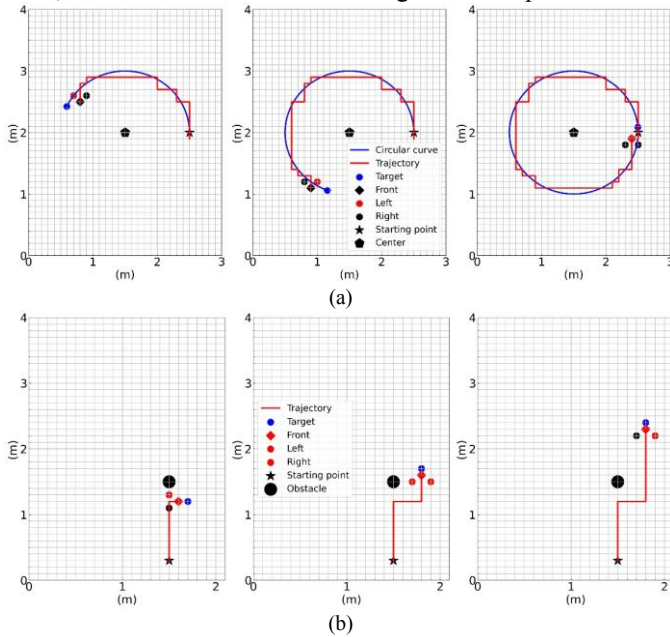 4 4 4
3 3 3
(m) (m) (m)
2 2 2
Circular curve
Trajectory
Target
1 1 1
Front
Left
Right
Starting point
Center
0 0 0
0 1 2 3 0 1 2 3 0 1 2 3
(m) (m) (m)
(a)
4 4 4
3 3 3
Trajectory
Target
(m) (m) (m)
Front
2 2 2
Left
Right
Starting point
Obstacle
1 1 1
0 0 0
1 2 1 2 1 2
(m) (m) (m)
(b)